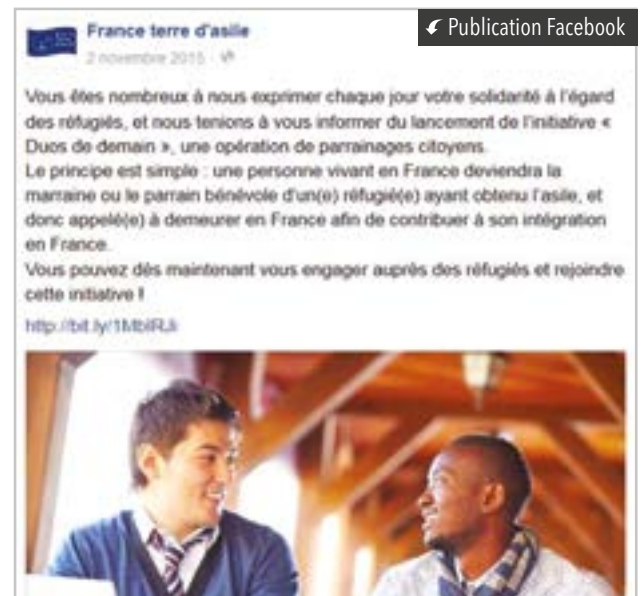 Publication Facebook
France terre d'asile
2 novembre 2015
Vous êtes nombreux à nous exprimer chaque jour votre solidarité à l'égard
des réfugiés, et nous tenions à vous informer du lancement de l'initiative «
Duos de demain », une opération de parrainages citoyens.
Le principe est simple : une personne vivant en France deviendra la
marraine ou le parrain bénévole d'un(e) réfugié(e) ayant obtenu l'asile, et
donc appelé(e) à demeurer en France afin de contribuer à son intégration
en France.
Vous pouvez dès maintenant vous engager auprès des réfugiés et rejoindre
cette initiative !